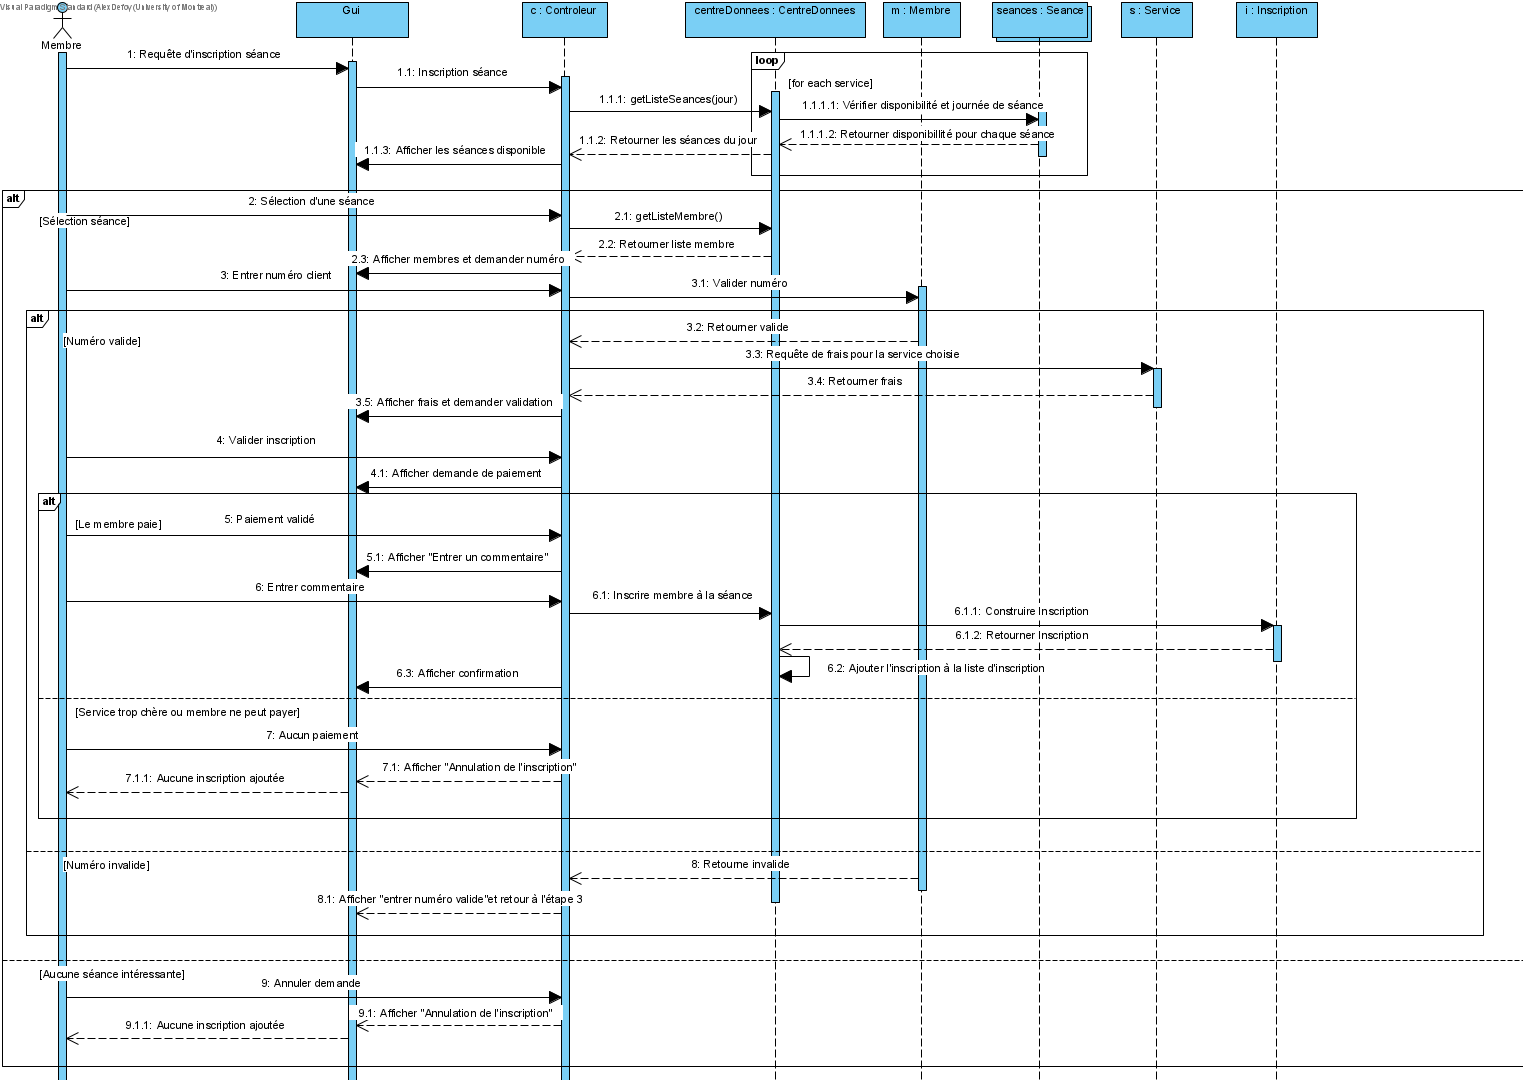 Visual Paradigm Standard (Alex Defoy(University of Montreal))
Membre
Gui
c : Controleur
centreDonnees : CentreDonnees
m : Membre
seances : Seance
s : Service
i : Inscription
1: Requête d'inscription séance
loop
1.1: Inscription séance
[for each service]
1.1.1: getListeSeances(jour)
1.1.1.1: Vérifier disponibilité et journée de séance
1.1.1.2: Retourner disponibillité pour chaque séance
1.1.2: Retourner les séances du jour
1.1.3: Afficher les séances disponible
alt
2: Sélection d'une séance
[Sélection séance]
2.1: getListeMembre()
2.2: Retourner liste membre
2.3: Afficher membres et demander numéro
3: Entrer numéro client
3.1: Valider numéro
alt
3.2: Retourner valide
[Numéro valide]
3.3: Requête de frais pour la service choisie
3.4: Retourner frais
3.5: Afficher frais et demander validation
4: Valider inscription
4.1: Afficher demande de paiement
alt
5: Paiement validé
[Le membre paie]
5.1: Afficher "Entrer un commentaire"
6: Entrer commentaire
6.1: Inscrire membre à la séance
6.1.1: Construire Inscription
6.1.2: Retourner Inscription
6.2: Ajouter l'inscription à la liste d'inscription
6.3: Afficher confirmation
[Service trop chère ou membre ne peut payer]
7: Aucun paiement
7.1: Afficher "Annulation de l'inscription"
7.1.1: Aucune inscription ajoutée
[Numéro invalide]
8: Retourne invalide
8.1: Afficher "entrer numéro valide"et retour à l'étape 3
[Aucune séance intéressante]
9: Annuler demande
9.1: Afficher "Annulation de l'inscription"
9.1.1: Aucune inscription ajoutée